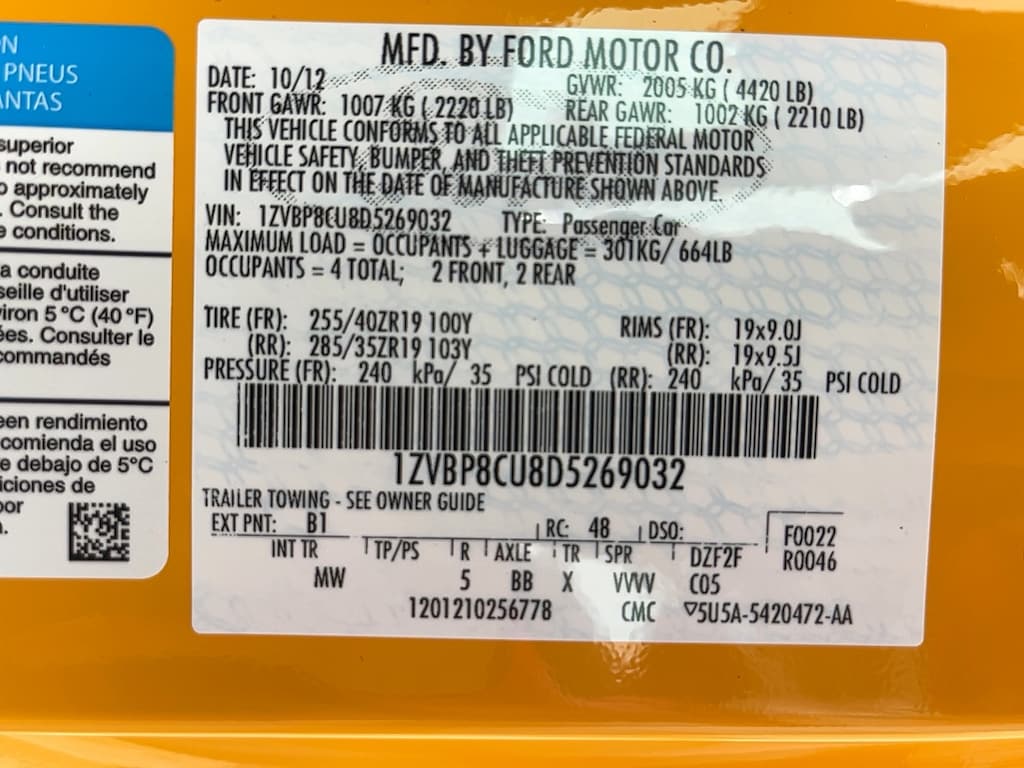 N
PNEUS
ANTAS
superior
not recommend
approximately
. Consult the
e conditions.
a conduite
seille d'utiliser
viron 5 °C (40 °F)
ées. Consulter le
commandés
een rendimiento
comienda el uso
e debajo de 5°C
iciones de
por
MFD. BY FORD MOTOR CO.
DATE: 10/12 GVWR: 2005 KG ( 4420 LB)
FRONT GAWR: 1007 KG ( 2220 LB) REAR GAWR: 1002 KG ( 2210 LB)
THIS VEHICLE CONFORMS TO ALL APPLICABLE FEDERAL MOTOR
VEHICLE SAFETY, BUMPER, AND THEFT PREVENTION STANDARDS
IN EFFECT ON THE DATE OF MANUFACTURE SHOWN ABOVE.
VIN: 1ZVBP8CU8D5269032 TYPE: Passenger Car
MAXIMUM LOAD = OCCUPANTS + LUGGAGE = 301KG/ 664LB
OCCUPANTS = 4 TOTAL; 2 FRONT, 2 REAR
TIRE (FR): 255/40ZR19 100Y RIMS (FR): 19x9.0J
(RR): 285/35ZR19 103Y (RR): 19x9.5J
PRESSURE (FR): 240 kPa/ 35 PSI COLD (RR): 240 kPa/ 35 PSI COLD
1ZVBP8CU8D5269032
TRAILER TOWING - SEE OWNER GUIDE
EXT PNT: B1 RC: 48 DSO: F0022
INT TR TP/PS R AXLE TR SPR DZF2F R0046
MW 5 BB X VVVV C05
1201210256778 CMC ▽5U5A-5420472-AA